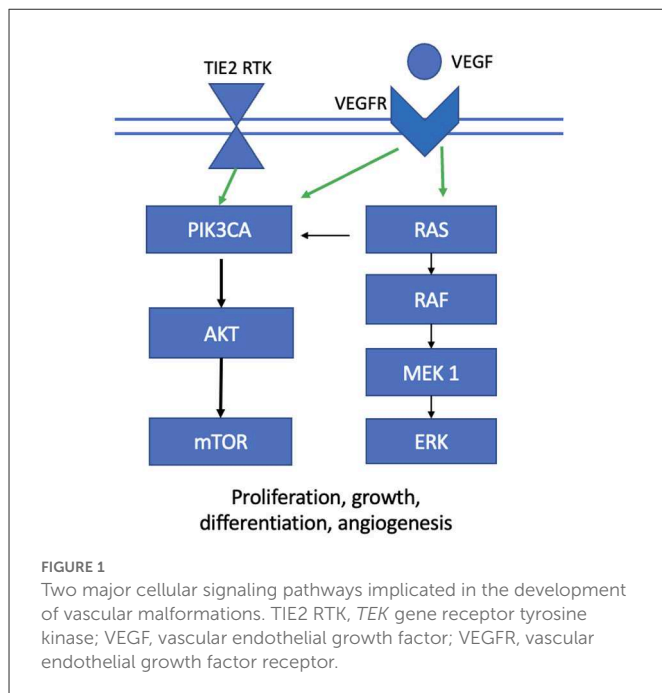 VEGF
TIE2 RTK
VEGFR
PIK3CA
RAS
RAF
AKT
MEK 1
mTOR
ERK
Proliferation, growth,
differentiation, angiogenesis
FIGURE 1
Two major cellular signaling pathways implicated in the development
of vascular malformations. TIE2 RTK, TEK gene receptor tyrosine
kinase; VEGF, vascular endothelial growth factor; VEGFR, vascular
endothelial growth factor receptor.